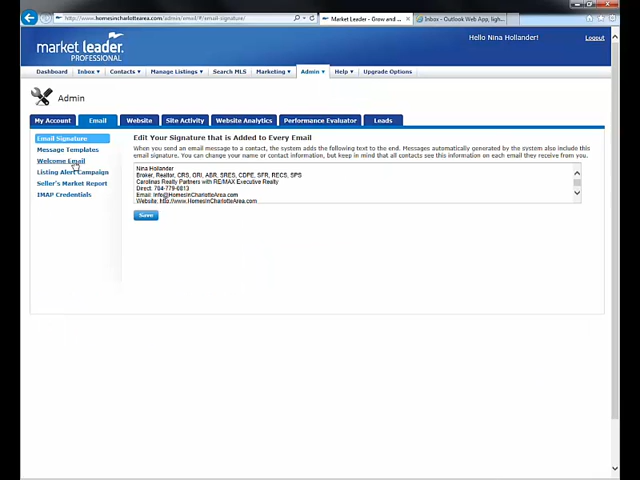 http://www.homesincharlottearea.com/admin/email/#/email-signature/
Market Leader - Grow and ...
Inbox - Outlook Web App, ligh...
market leader.
PROFESSIONAL
Hello Nina Hollander!
Logout
Dashboard
Inbox
Contacts
Manage Listings
Search MLS
Marketing
Admin
Help
Upgrade Options
Admin
My Account
Email
Website
Site Activity
Website Analytics
Performance Evaluator
Leads
Email Signature
Message Templates
Welcome Email
Listing Alert Campaign
Seller's Market Report
IMAP Credentials
Edit Your Signature that is Added to Every Email
When you send an email message to a contact, the system adds the following text to the end. Messages automatically generated by the system also include this
email signature. You can change your name or contact information, but keep in mind that all contacts see this information on each email they receive from you.
Nina Hollander
Broker, Realtor, CRS, GRI, ABR, SRES, CDPE, SFR, RECS, SPS
Carolinas Realty Partners with RE/MAX Executive Realty
Direct: 704-779-0813
Email: Info@HomesInCharlotteArea.com
Website: http://www.HomesInCharlotteArea.com
Save